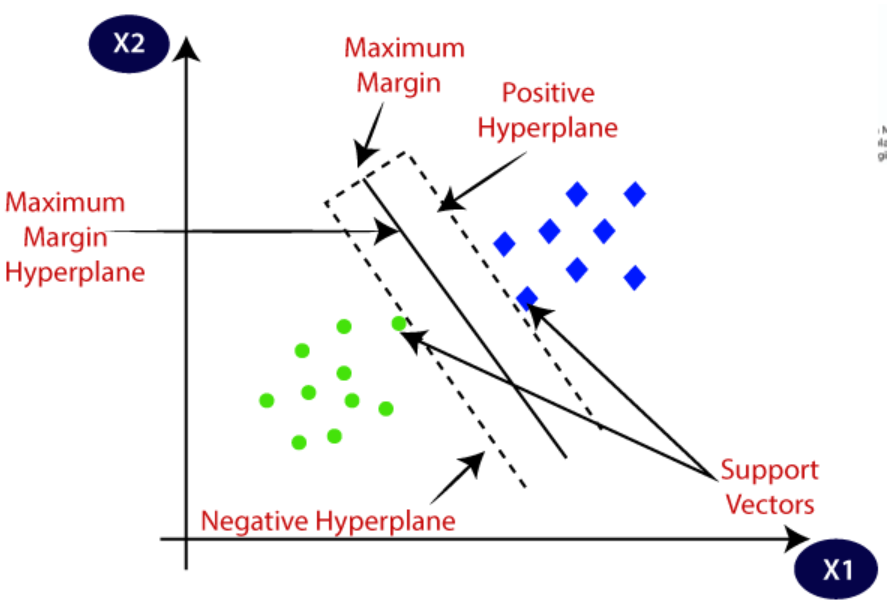 X2
Maximum
Margin
Positive
Hyperplane
Maximum
Margin
Hyperplane
Support
Vectors
Negative Hyperplane
X1